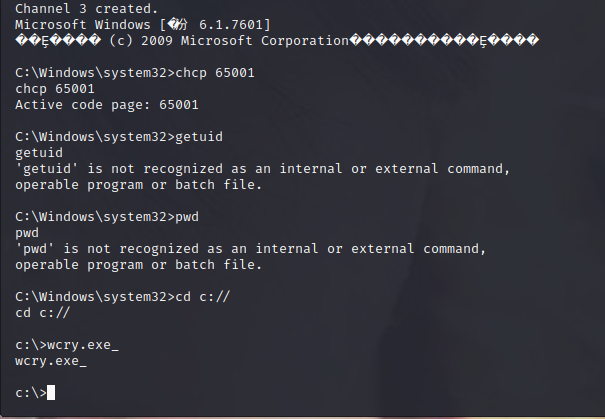 Channel 3 created.
Microsoft Windows [�汾 6.1.7601]
��Ȩ���� (c) 2009 Microsoft Corporation����������Ȩ����
C:\Windows\system32>chcp 65001
chcp 65001
Active code page: 65001
C:\Windows\system32>getuid
getuid
'getuid' is not recognized as an internal or external command,
operable program or batch file.
C:\Windows\system32>pwd
pwd
'pwd' is not recognized as an internal or external command,
operable program or batch file.
C:\Windows\system32>cd c://
cd c://
c:\>wcry.exe_
wcry.exe_
c:\>